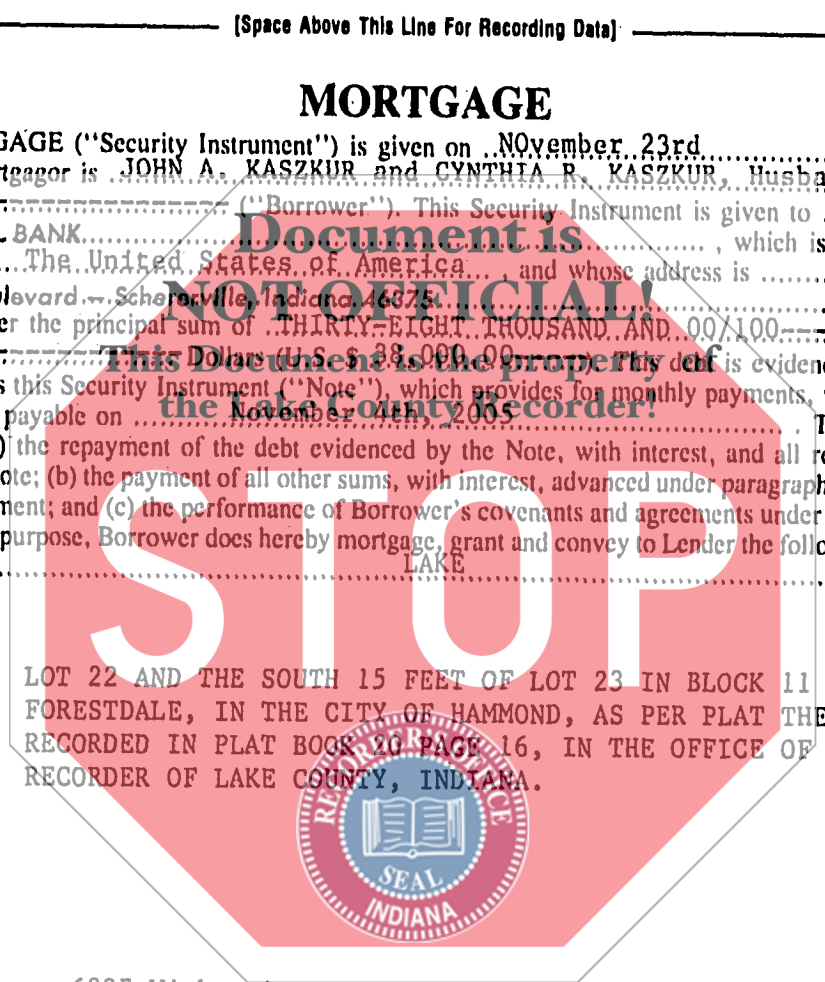 [Space Above This Line For Recording Data]
MORTGAGE
GAGE ("Security Instrument") is given on ..NOvember 23rd
tgagor is .JOHN A. KASZKUR and CYNTHIA R. KASZKUR, Husba
("Borrower"). This Security Instrument is given to
BANK , which is
The United States of America , and whose address is
levard - Schererville, Indiana 46375
er the principal sum of ..THIRTY-EIGHT THOUSAND AND 00/100---
Dollars (U.S. $ 38,000.00 ). This debt is eviden
s this Security Instrument ("Note"), which provides for monthly payments,
payable on November 4th, 2005
) the repayment of the debt evidenced by the Note, with interest, and all re
ote; (b) the payment of all other sums, with interest, advanced under paragraph
ment; and (c) the performance of Borrower's covenants and agreements under
purpose, Borrower does hereby mortgage, grant and convey to Lender the follo
LAKE
LOT 22 AND THE SOUTH 15 FEET OF LOT 23 IN BLOCK 11
FORESTDALE, IN THE CITY OF HAMMOND, AS PER PLAT THE
RECORDED IN PLAT BOOK 20 PAGE 16, IN THE OFFICE OF
RECORDER OF LAKE COUNTY, INDIANA.
Document is
NOT OFFICIAL!
This Document is the property of
the Lake County Recorder!
STOP
SEAL
INDIANA